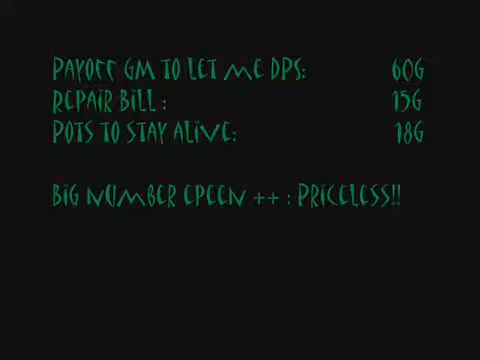 PAYOFF GM TO LET ME DPS: 60G
REPAIR BILL : 15G
POTS TO STAY ALIVE: 18G
BIG NUMBER EPEEN ++ : PRICELESS!!